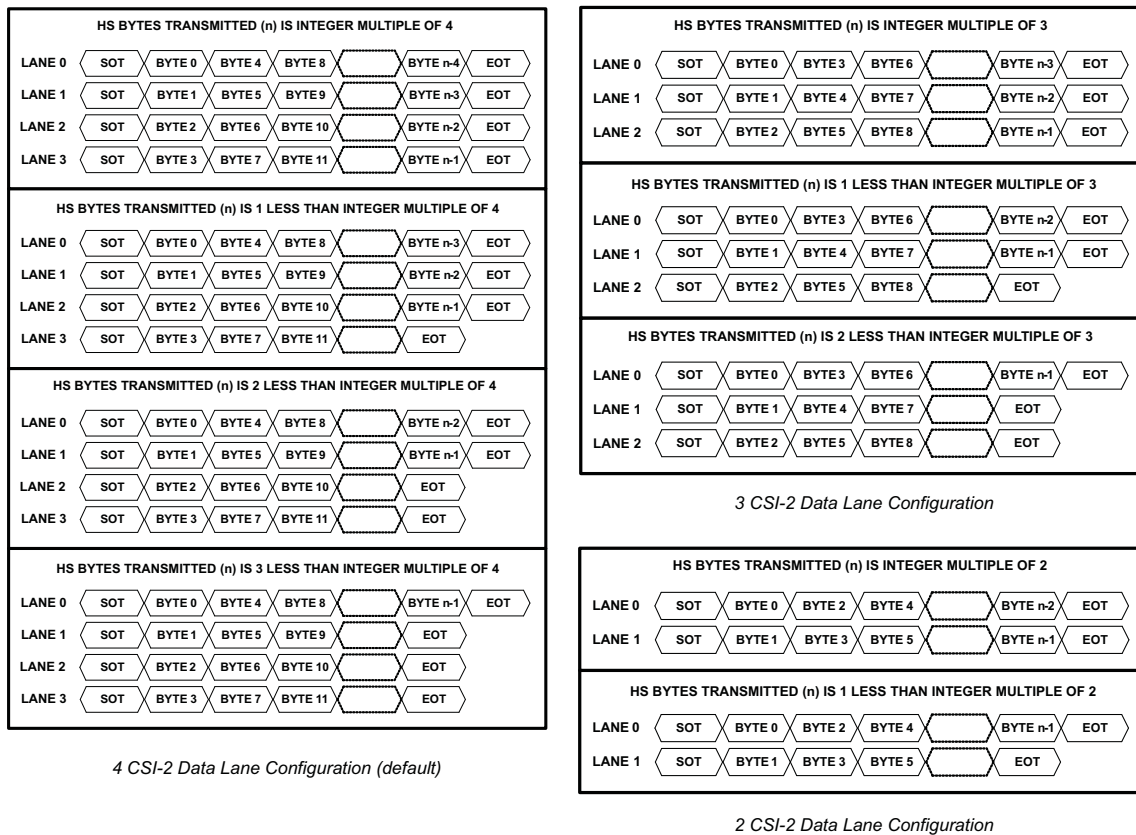 HS BYTES TRANSMITTED (n) IS INTEGER MULTIPLE OF 4
LANE 0 SOT BYTE 0 BYTE 4 BYTE 8 BYTE n-4 EOT
LANE 1 SOT BYTE 1 BYTE 5 BYTE 9 BYTE n-3 EOT
LANE 2 SOT BYTE 2 BYTE 6 BYTE 10 BYTE n-2 EOT
LANE 3 SOT BYTE 3 BYTE 7 BYTE 11 BYTE n-1 EOT
HS BYTES TRANSMITTED (n) IS 1 LESS THAN INTEGER MULTIPLE OF 4
LANE 0 SOT BYTE 0 BYTE 4 BYTE 8 BYTE n-3 EOT
LANE 1 SOT BYTE 1 BYTE 5 BYTE 9 BYTE n-2 EOT
LANE 2 SOT BYTE 2 BYTE 6 BYTE 10 BYTE n-1 EOT
LANE 3 SOT BYTE 3 BYTE 7 BYTE 11 EOT
HS BYTES TRANSMITTED (n) IS 2 LESS THAN INTEGER MULTIPLE OF 4
LANE 0 SOT BYTE 0 BYTE 4 BYTE 8 BYTE n-2 EOT
LANE 1 SOT BYTE 1 BYTE 5 BYTE 9 BYTE n-1 EOT
LANE 2 SOT BYTE 2 BYTE 6 BYTE 10 EOT
LANE 3 SOT BYTE 3 BYTE 7 BYTE 11 EOT
HS BYTES TRANSMITTED (n) IS 3 LESS THAN INTEGER MULTIPLE OF 4
LANE 0 SOT BYTE 0 BYTE 4 BYTE 8 BYTE n-1 EOT
LANE 1 SOT BYTE 1 BYTE 5 BYTE 9 EOT
LANE 2 SOT BYTE 2 BYTE 6 BYTE 10 EOT
LANE 3 SOT BYTE 3 BYTE 7 BYTE 11 EOT
4 CSI-2 Data Lane Configuration (default)
HS BYTES TRANSMITTED (n) IS INTEGER MULTIPLE OF 3
LANE 0 SOT BYTE 0 BYTE 3 BYTE 6 BYTE n-3 EOT
LANE 1 SOT BYTE 1 BYTE 4 BYTE 7 BYTE n-2 EOT
LANE 2 SOT BYTE 2 BYTE 5 BYTE 8 BYTE n-1 EOT
HS BYTES TRANSMITTED (n) IS 1 LESS THAN INTEGER MULTIPLE OF 3
LANE 0 SOT BYTE 0 BYTE 3 BYTE 6 BYTE n-2 EOT
LANE 1 SOT BYTE 1 BYTE 4 BYTE 7 BYTE n-1 EOT
LANE 2 SOT BYTE 2 BYTE 5 BYTE 8 EOT
HS BYTES TRANSMITTED (n) IS 2 LESS THAN INTEGER MULTIPLE OF 3
LANE 0 SOT BYTE 0 BYTE 3 BYTE 6 BYTE n-1 EOT
LANE 1 SOT BYTE 1 BYTE 4 BYTE 7 EOT
LANE 2 SOT BYTE 2 BYTE 5 BYTE 8 EOT
3 CSI-2 Data Lane Configuration
HS BYTES TRANSMITTED (n) IS INTEGER MULTIPLE OF 2
LANE 0 SOT BYTE 0 BYTE 2 BYTE 4 BYTE n-2 EOT
LANE 1 SOT BYTE 1 BYTE 3 BYTE 5 BYTE n-1 EOT
HS BYTES TRANSMITTED (n) IS 1 LESS THAN INTEGER MULTIPLE OF 2
LANE 0 SOT BYTE 0 BYTE 2 BYTE 4 BYTE n-1 EOT
LANE 1 SOT BYTE 1 BYTE 3 BYTE 5 EOT
2 CSI-2 Data Lane Configuration